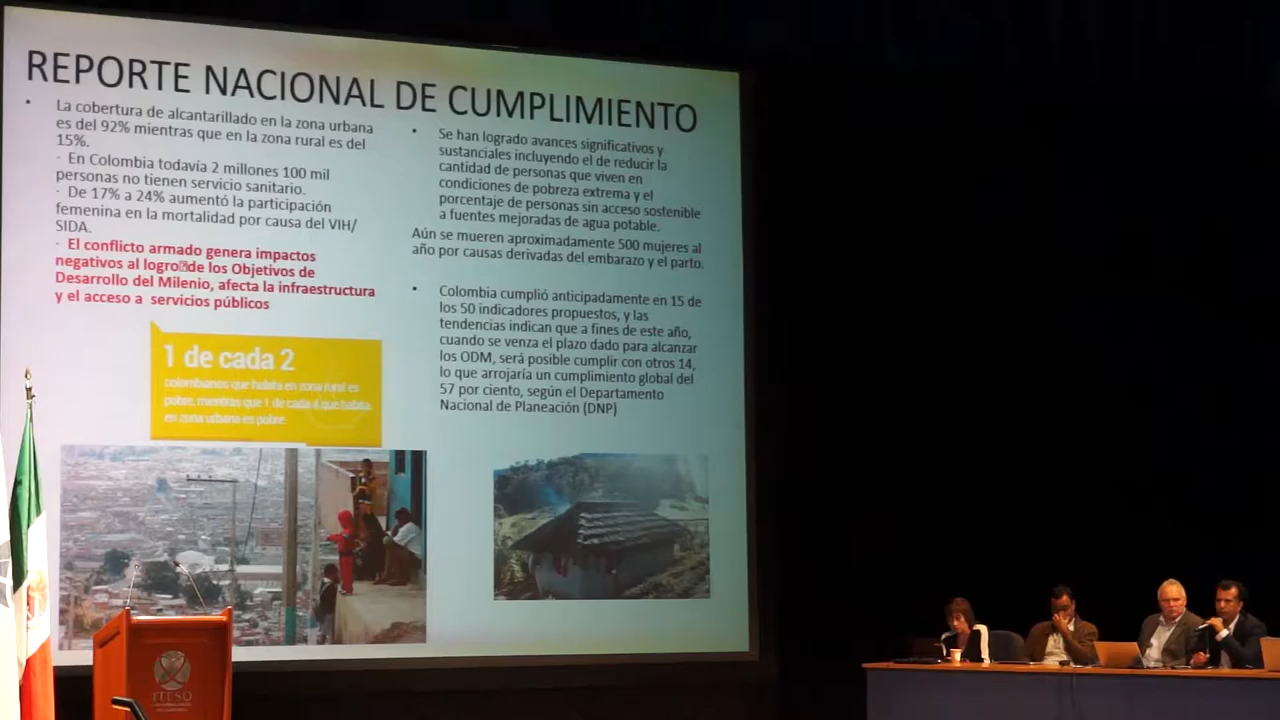 REPORTE NACIONAL DE CUMPLIMIENTO
• La cobertura de alcantarillado en la zona urbana
es del 92% mientras que en la zona rural es del
15%.
- En Colombia todavía 2 millones 100 mil
personas no tienen servicio sanitario.
- De 17% a 24% aumentó la participación
femenina en la mortalidad por causa del VIH/
SIDA.
- El conflicto armado genera impactos
negativos al logro de los Objetivos de
Desarrollo del Milenio, afecta la infraestructura
y el acceso a servicios públicos
1 de cada 2
colombianos que habita en zona rural es
pobre, mientras que 1 de cada 4 que habita
en zona urbana es pobre.
• Se han logrado avances significativos y
sustanciales incluyendo el de reducir la
cantidad de personas que viven en
condiciones de pobreza extrema y el
porcentaje de personas sin acceso sostenible
a fuentes mejoradas de agua potable.
Aún se mueren aproximadamente 500 mujeres al
año por causas derivadas del embarazo y el parto.
• Colombia cumplió anticipadamente en 15 de
los 50 indicadores propuestos, y las
tendencias indican que a fines de este año,
cuando se venza el plazo dado para alcanzar
los ODM, será posible cumplir con otros 14,
lo que arrojaría un cumplimiento global del
57 por ciento, según el Departamento
Nacional de Planeación (DNP)
ITESO